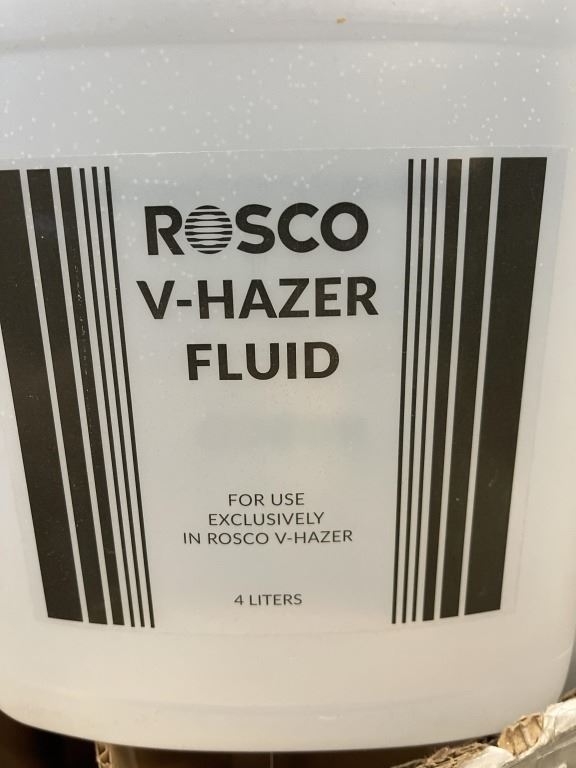 ROSCO
V-HAZER
FLUID
FOR USE
EXCLUSIVELY
IN ROSCO V-HAZER
4 LITERS